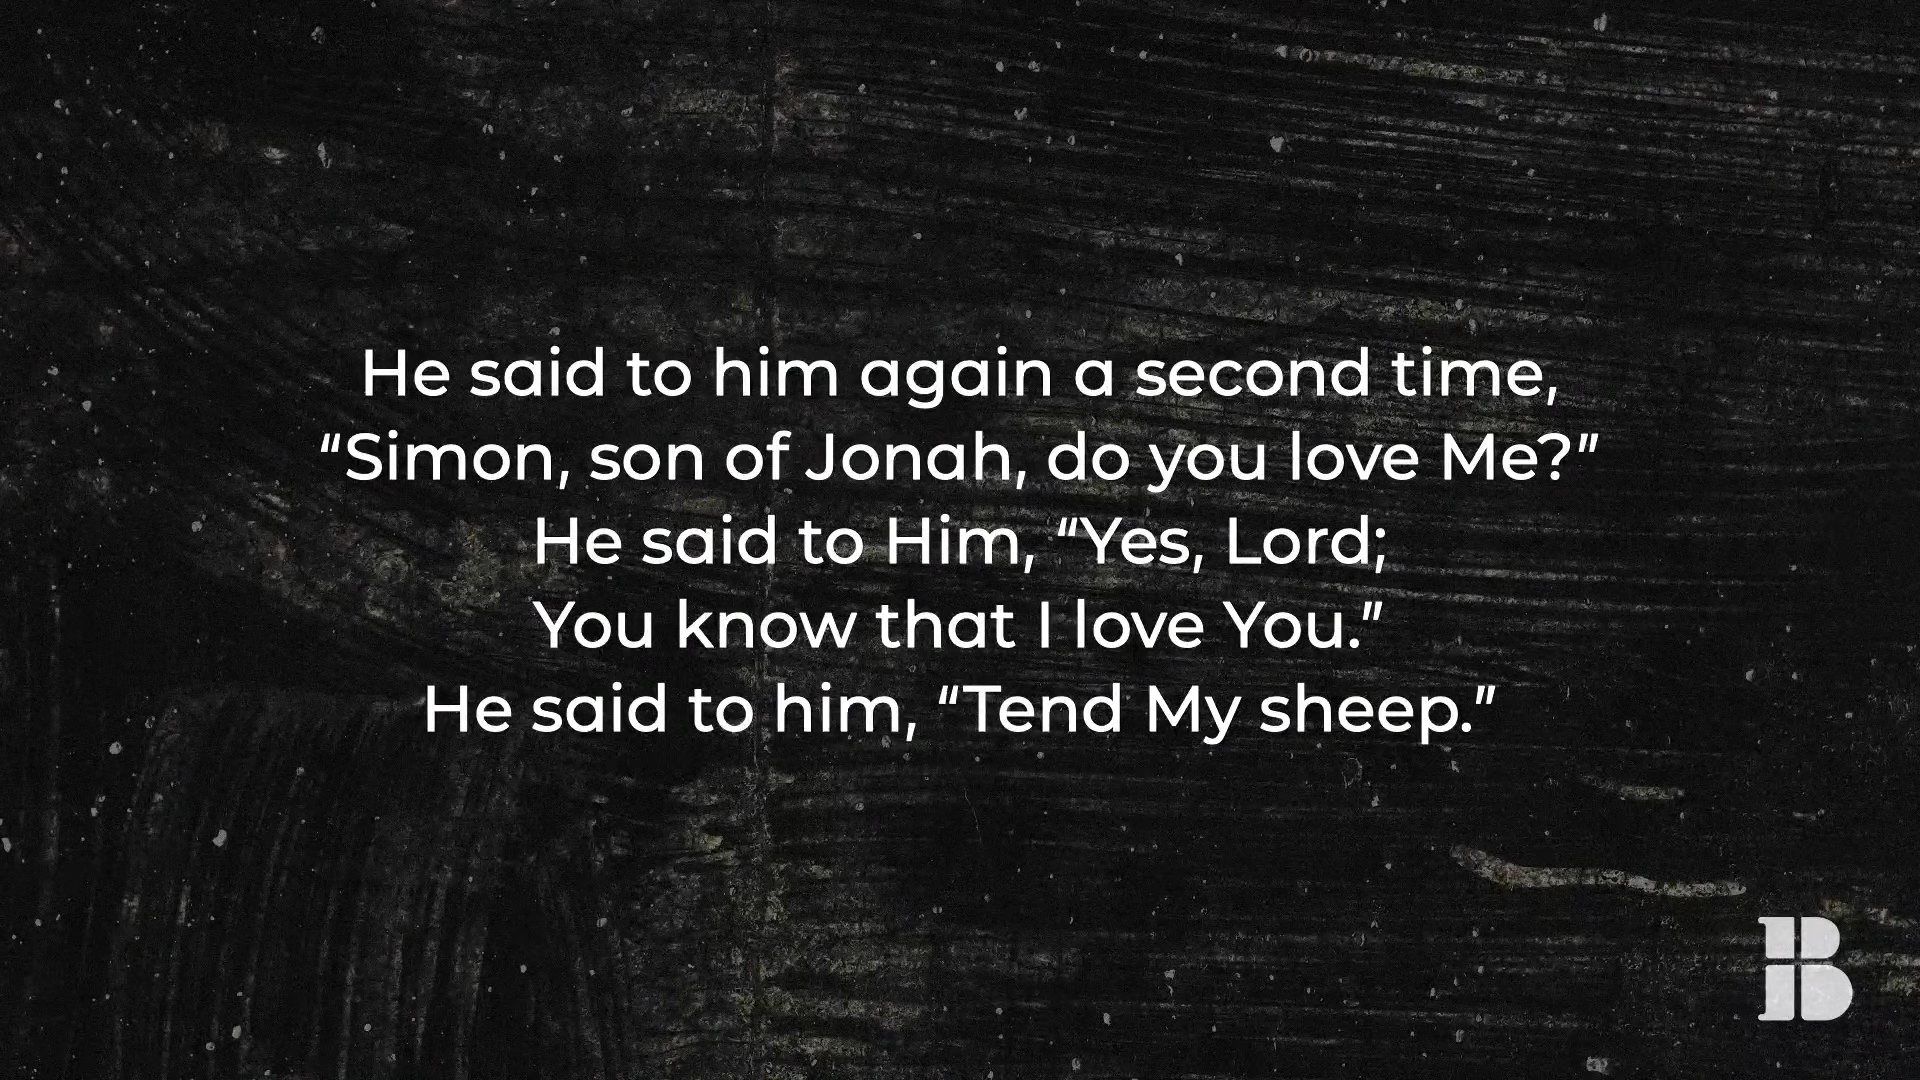 He said to him again a second time,
“Simon, son of Jonah, do you love Me?”
He said to Him, “Yes, Lord;
You know that I love You.”
He said to him, “Tend My sheep.”
B